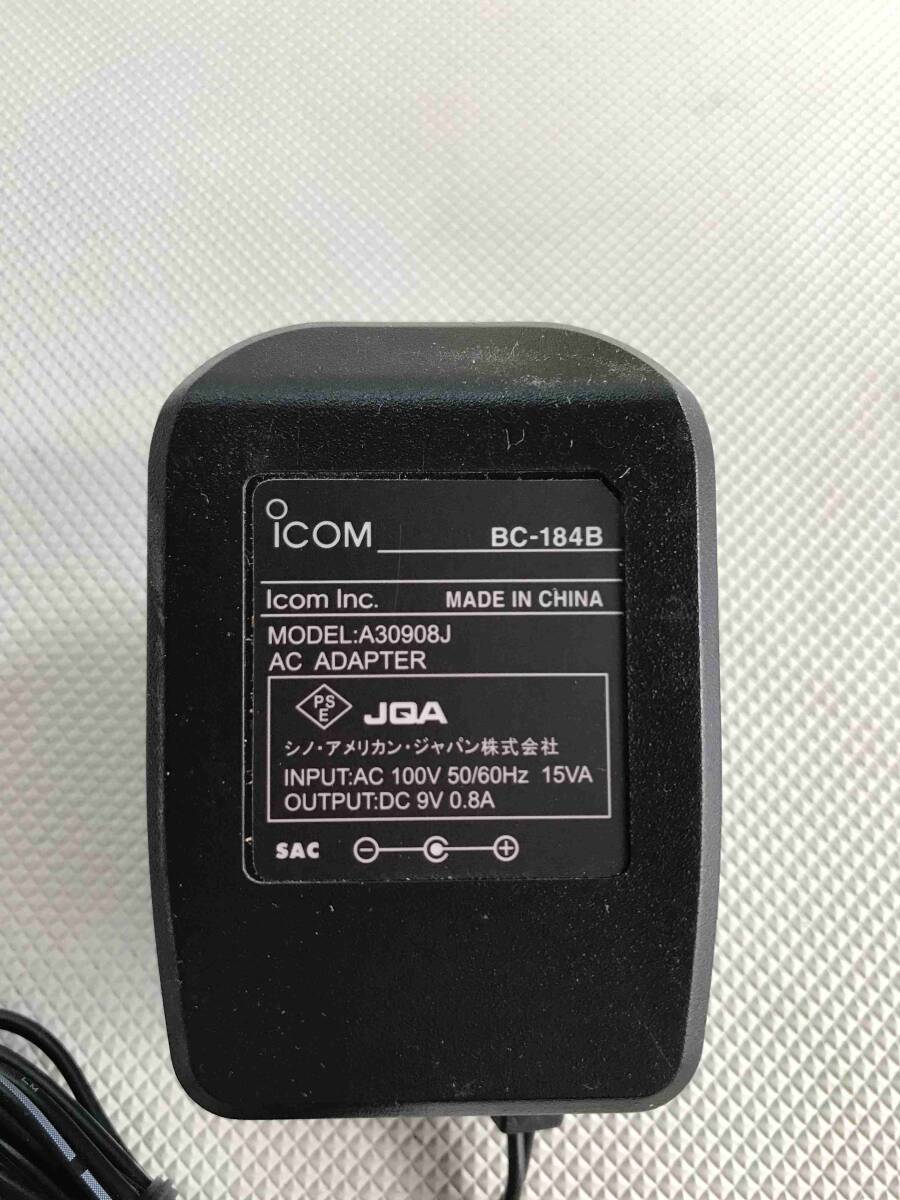 iCOM BC-184B
Icom Inc. MADE IN CHINA
MODEL:A30908J
AC ADAPTER
PSE JQA
シノ・アメリカン・ジャパン株式会社
INPUT:AC 100V 50/60Hz 15VA
OUTPUT:DC 9V 0.8A
SAC